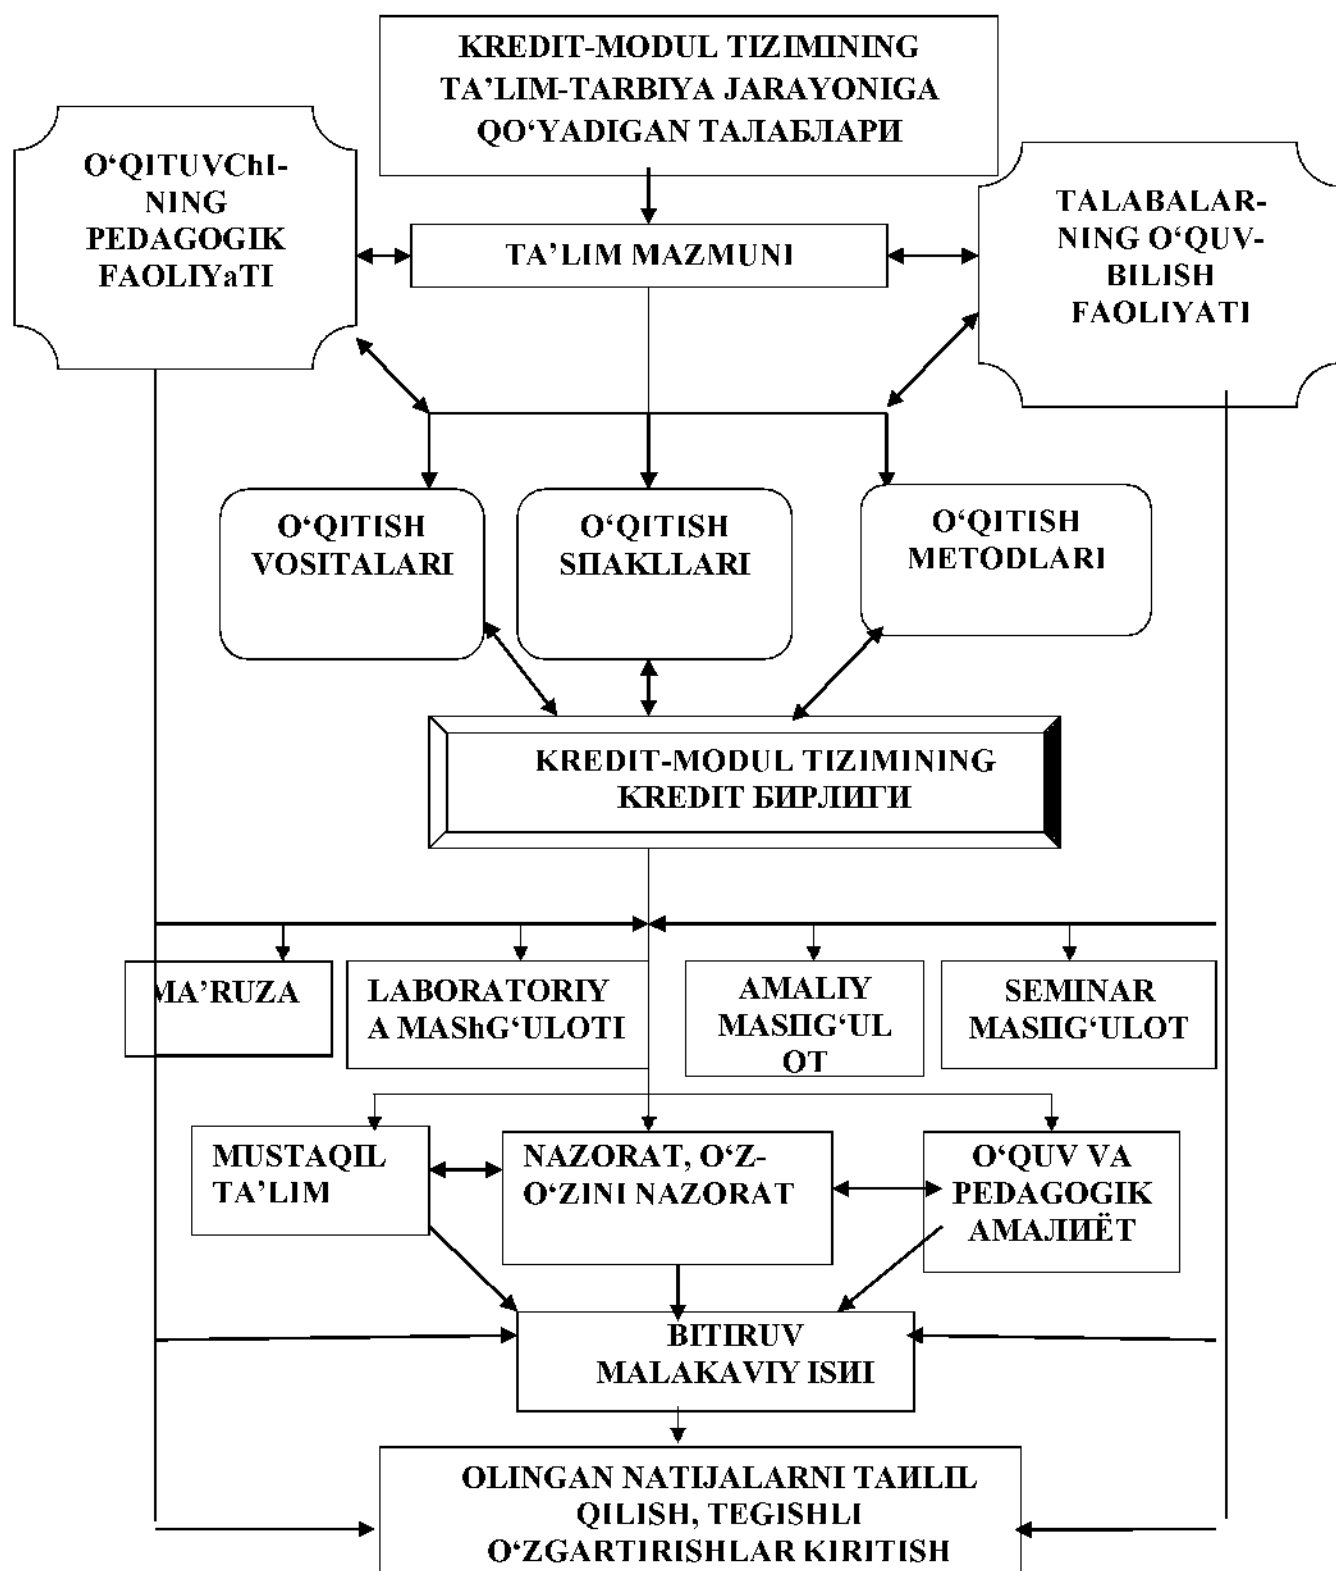 KREDIT-MODUL TIZIMINING
TA’LIM-TARBIYA JARAYONIGA
QO‘YADIGAN ТАЛАБЛАРИ
O‘QITUVChI-
NING
PEDAGOGIK
FAOLIYaTI
TA’LIM MAZMUNI
TALABALAR-
NING O‘QUV-
BILISH
FAOLIYATI
O‘QITISH
VOSITALARI
O‘QITISH
SHAKLLARI
O‘QITISH
METODLARI
KREDIT-MODUL TIZIMINING
KREDIT БИРЛИГИ
MA’RUZA
LABORATORIY
A MAShG‘ULOTI
AMALIY
MASHG‘UL
OT
SEMINAR
MASHG‘ULOT
MUSTAQIL
TA’LIM
NAZORAT, O‘Z-
O‘ZINI NAZORAT
O‘QUV VA
PEDAGOGIK
АМАЛИЁТ
BITIRUV
MALAKAVIY ISHI
OLINGAN NATIJALARNI TAHLIL
QILISH, TEGISHLI
O‘ZGARTIRISHLAR KIRITISH